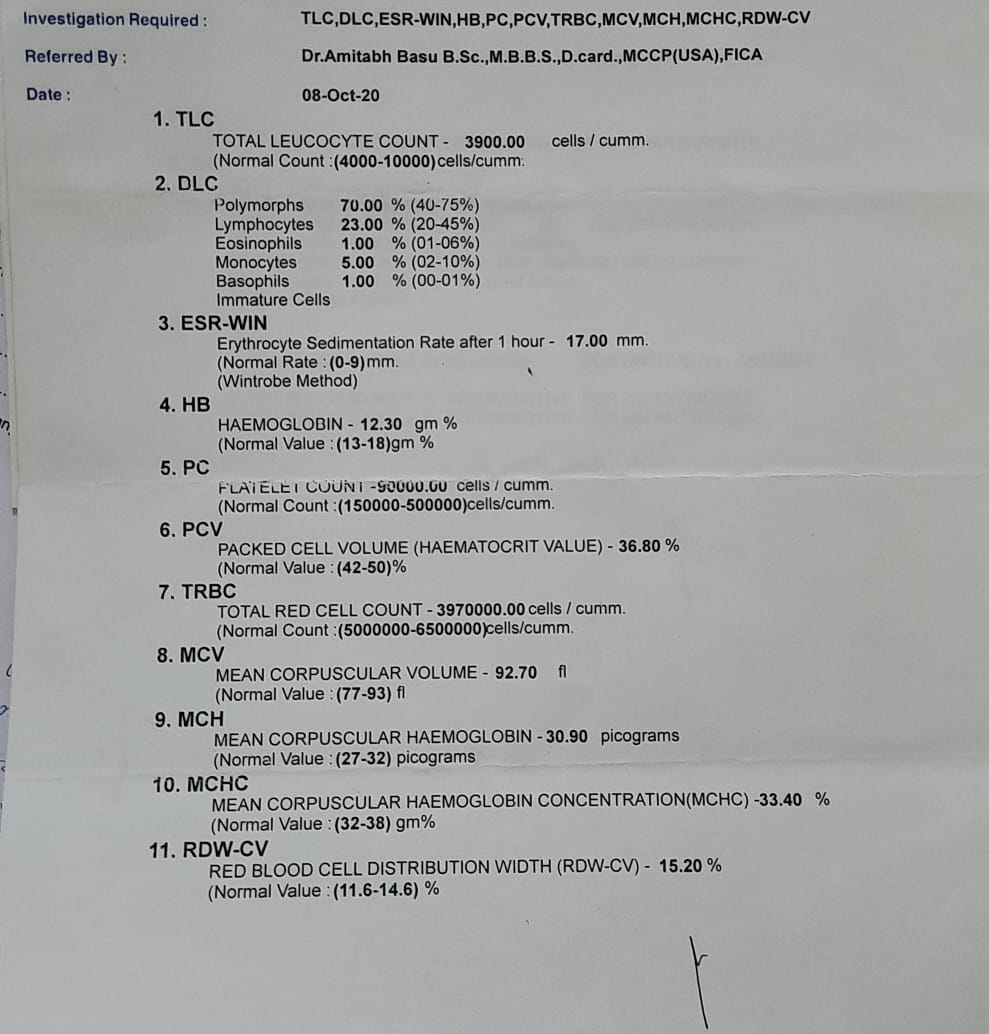 Investigation Required : TLC,DLC,ESR-WIN,HB,PC,PCV,TRBC,MCV,MCH,MCHC,RDW-CV
Referred By : Dr.Amitabh Basu B.Sc.,M.B.B.S.,D.card.,MCCP(USA),FICA
Date : 08-Oct-20
1. TLC
TOTAL LEUCOCYTE COUNT - 3900.00 cells / cumm.
(Normal Count :(4000-10000)cells/cumm.
2. DLC
Polymorphs 70.00 % (40-75%)
Lymphocytes 23.00 % (20-45%)
Eosinophils 1.00 % (01-06%)
Monocytes 5.00 % (02-10%)
Basophils 1.00 % (00-01%)
Immature Cells
3. ESR-WIN
Erythrocyte Sedimentation Rate after 1 hour - 17.00 mm.
(Normal Rate : (0-9)mm.
(Wintrobe Method)
4. HB
HAEMOGLOBIN - 12.30 gm %
(Normal Value : (13-18)gm %
5. PC
PLATELET COUNT -90000.00 cells / cumm.
(Normal Count :(150000-500000)cells/cumm.
6. PCV
PACKED CELL VOLUME (HAEMATOCRIT VALUE) - 36.80 %
(Normal Value : (42-50)%
7. TRBC
TOTAL RED CELL COUNT - 3970000.00 cells / cumm.
(Normal Count :(5000000-6500000)cells/cumm.
8. MCV
MEAN CORPUSCULAR VOLUME - 92.70 fl
(Normal Value : (77-93) fl
9. MCH
MEAN CORPUSCULAR HAEMOGLOBIN - 30.90 picograms
(Normal Value : (27-32) picograms
10. MCHC
MEAN CORPUSCULAR HAEMOGLOBIN CONCENTRATION(MCHC) -33.40 %
(Normal Value : (32-38) gm%
11. RDW-CV
RED BLOOD CELL DISTRIBUTION WIDTH (RDW-CV) - 15.20 %
(Normal Value : (11.6-14.6) %